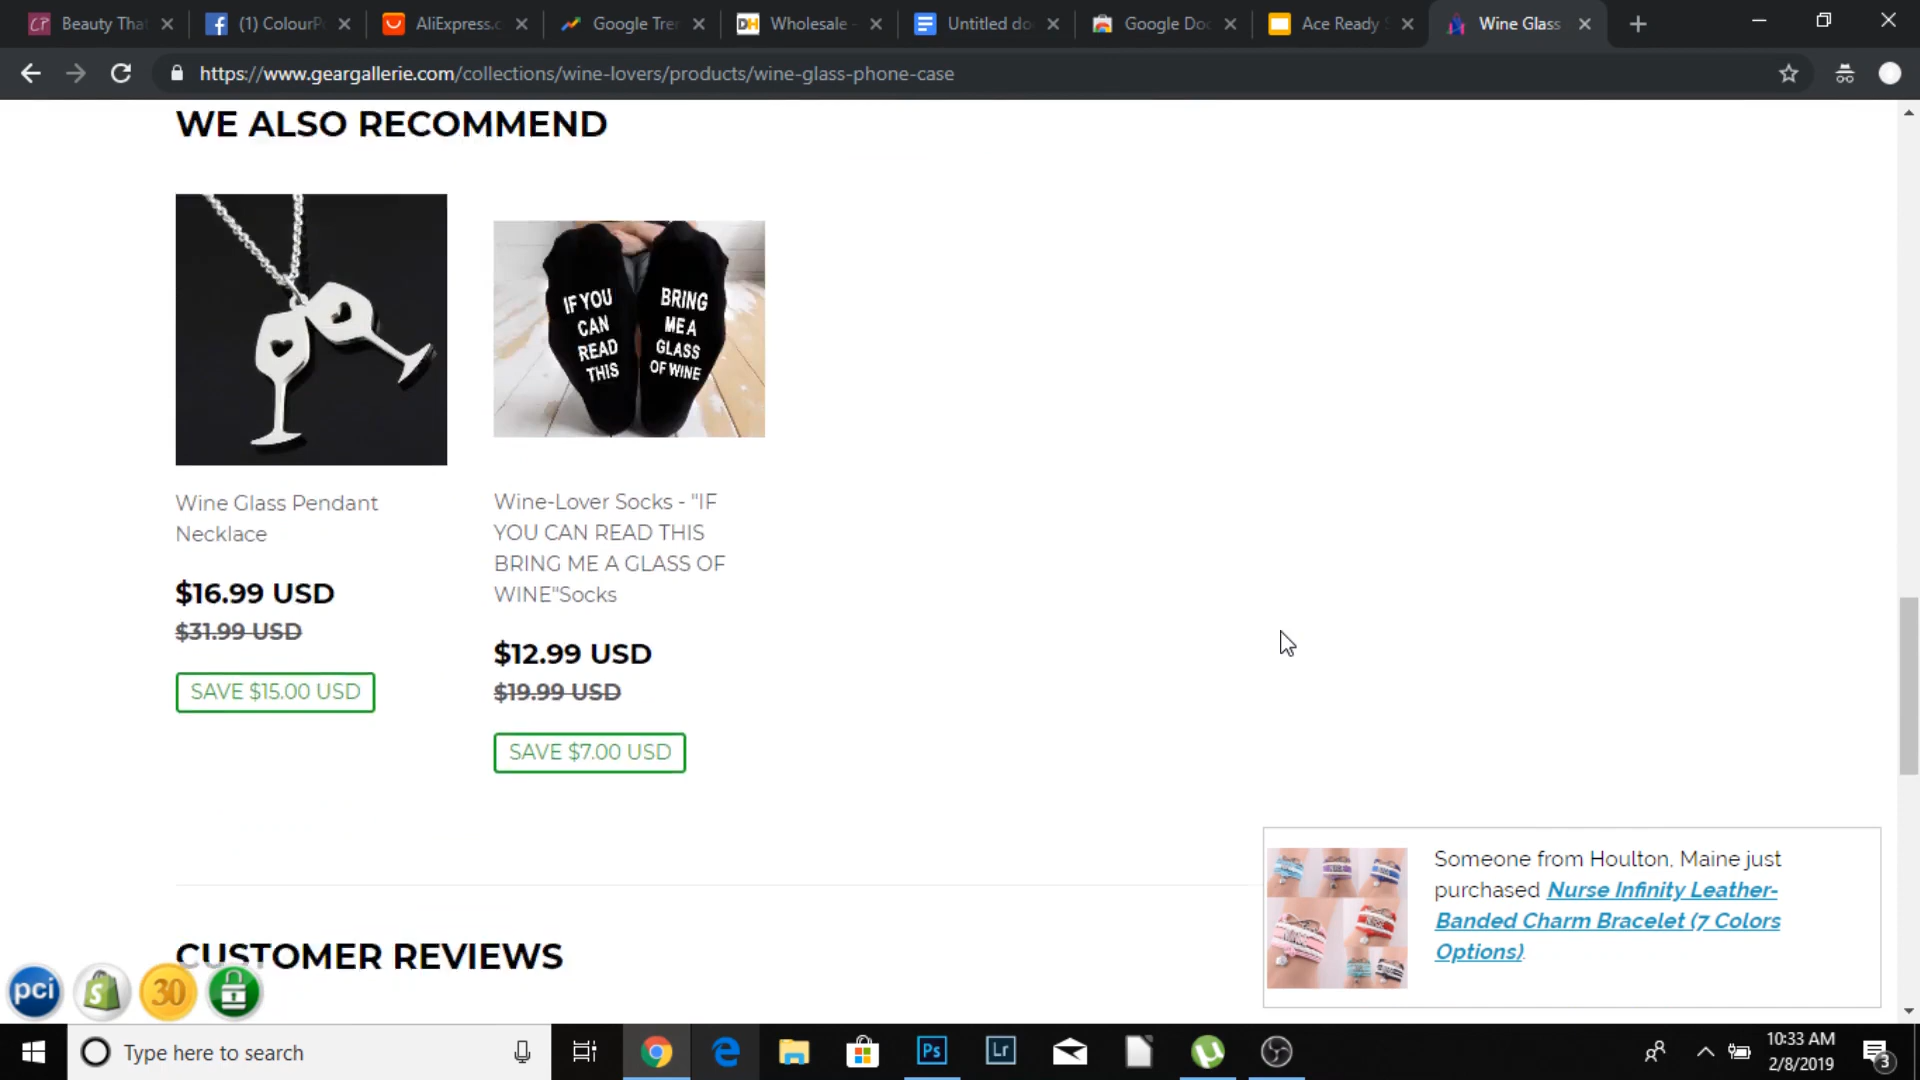 Beauty Tha
(1) ColourP
AliExpress.c
Google Tre
DH
Wholesale -
Untitled do
Google Doc
Ace Ready S
Wine Glass
https://www.geargallerie.com/collections/wine-lovers/products/wine-glass-phone-case
WE ALSO RECOMMEND
IF YOU
CAN
READ
THIS
BRING
ME A
GLASS
OF WINE
Wine Glass Pendant
Necklace
$16.99 USD
$31.99 USD
SAVE $15.00 USD
Wine-Lover Socks - "IF
YOU CAN READ THIS
BRING ME A GLASS OF
WINE"Socks
$12.99 USD
$19.99 USD
SAVE $7.00 USD
Someone from Houlton, Maine just
purchased Nurse Infinity Leather-
Banded Charm Bracelet (7 Colors
Options).
CUSTOMER REVIEWS
pci
30
Type here to search
Ps
Lr
10:33 AM
2/8/2019
3